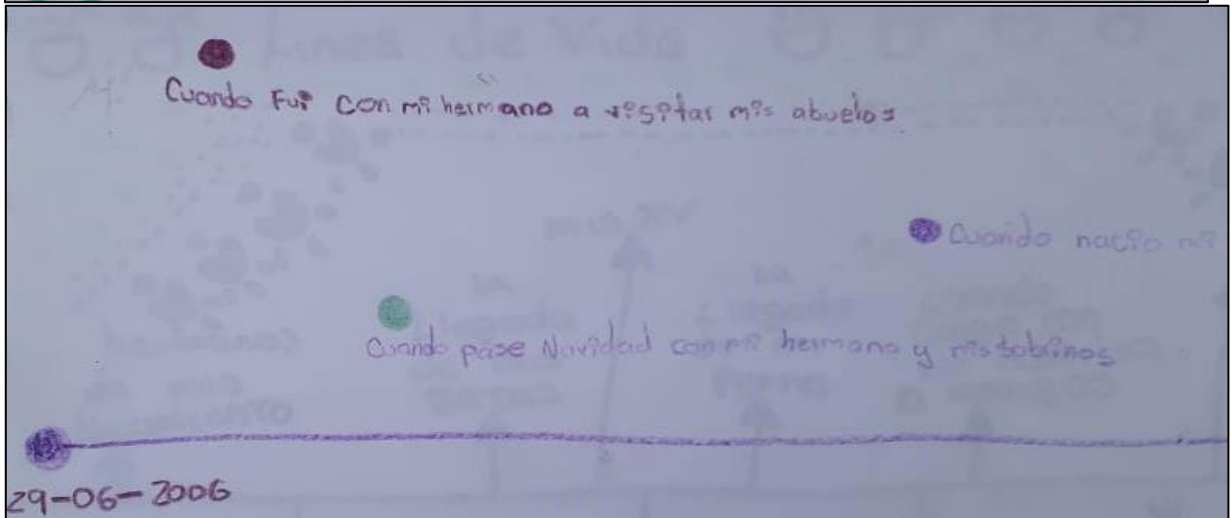 Cuando Fui con mi hermano a visitar mis abuelos
Cuando nacio mi
Cuando pase Navidad con mi hermano y mis sobrinos
29-06-2006